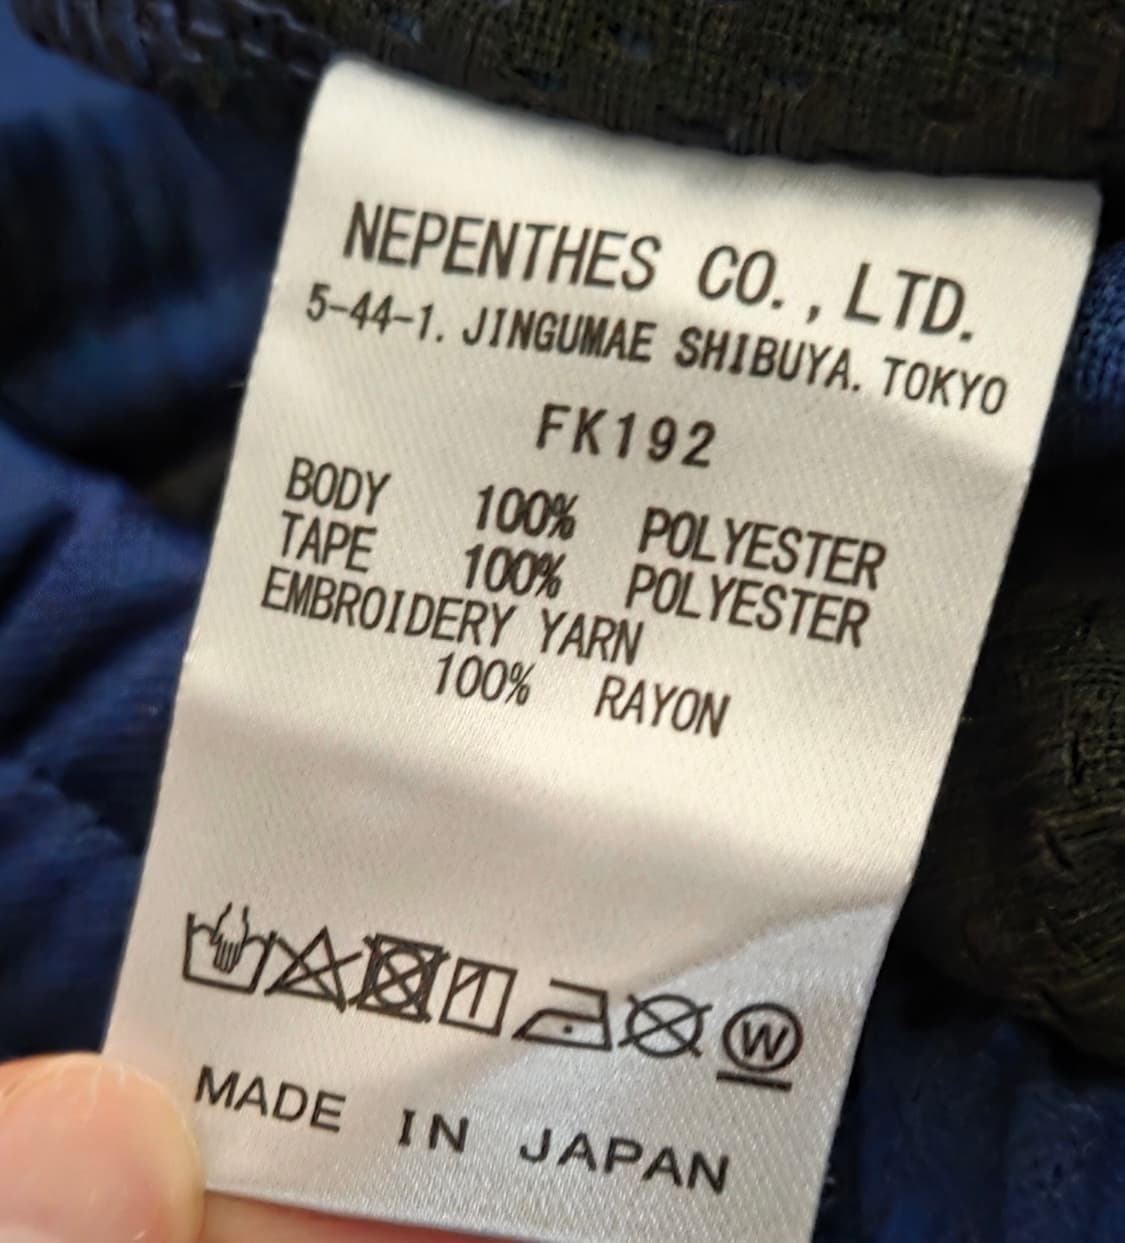 NEPENTHES CO., LTD.
5-44-1. JINGUMAE SHIBUYA. TOKYO
FK192
BODY 100% POLYESTER
TAPE 100% POLYESTER
EMBROIDERY YARN
100% RAYON
W
MADE IN JAPAN